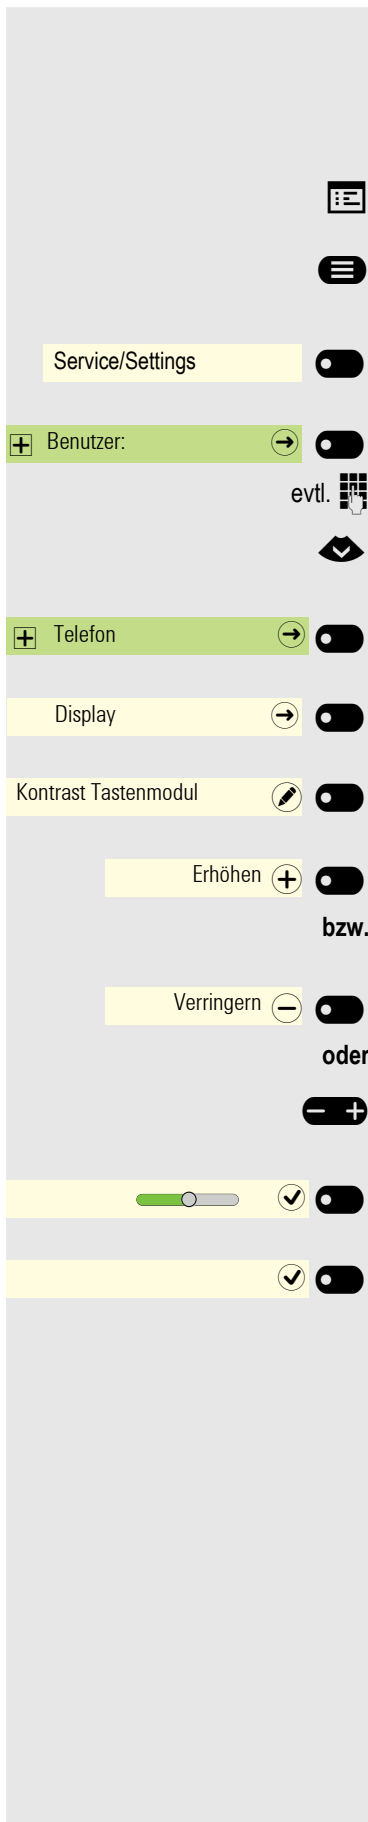 Service/Settings
Benutzer:
evtl.
Telefon
Display
Kontrast Tastenmodul
Erhöhen
bzw.
Verringern
oder